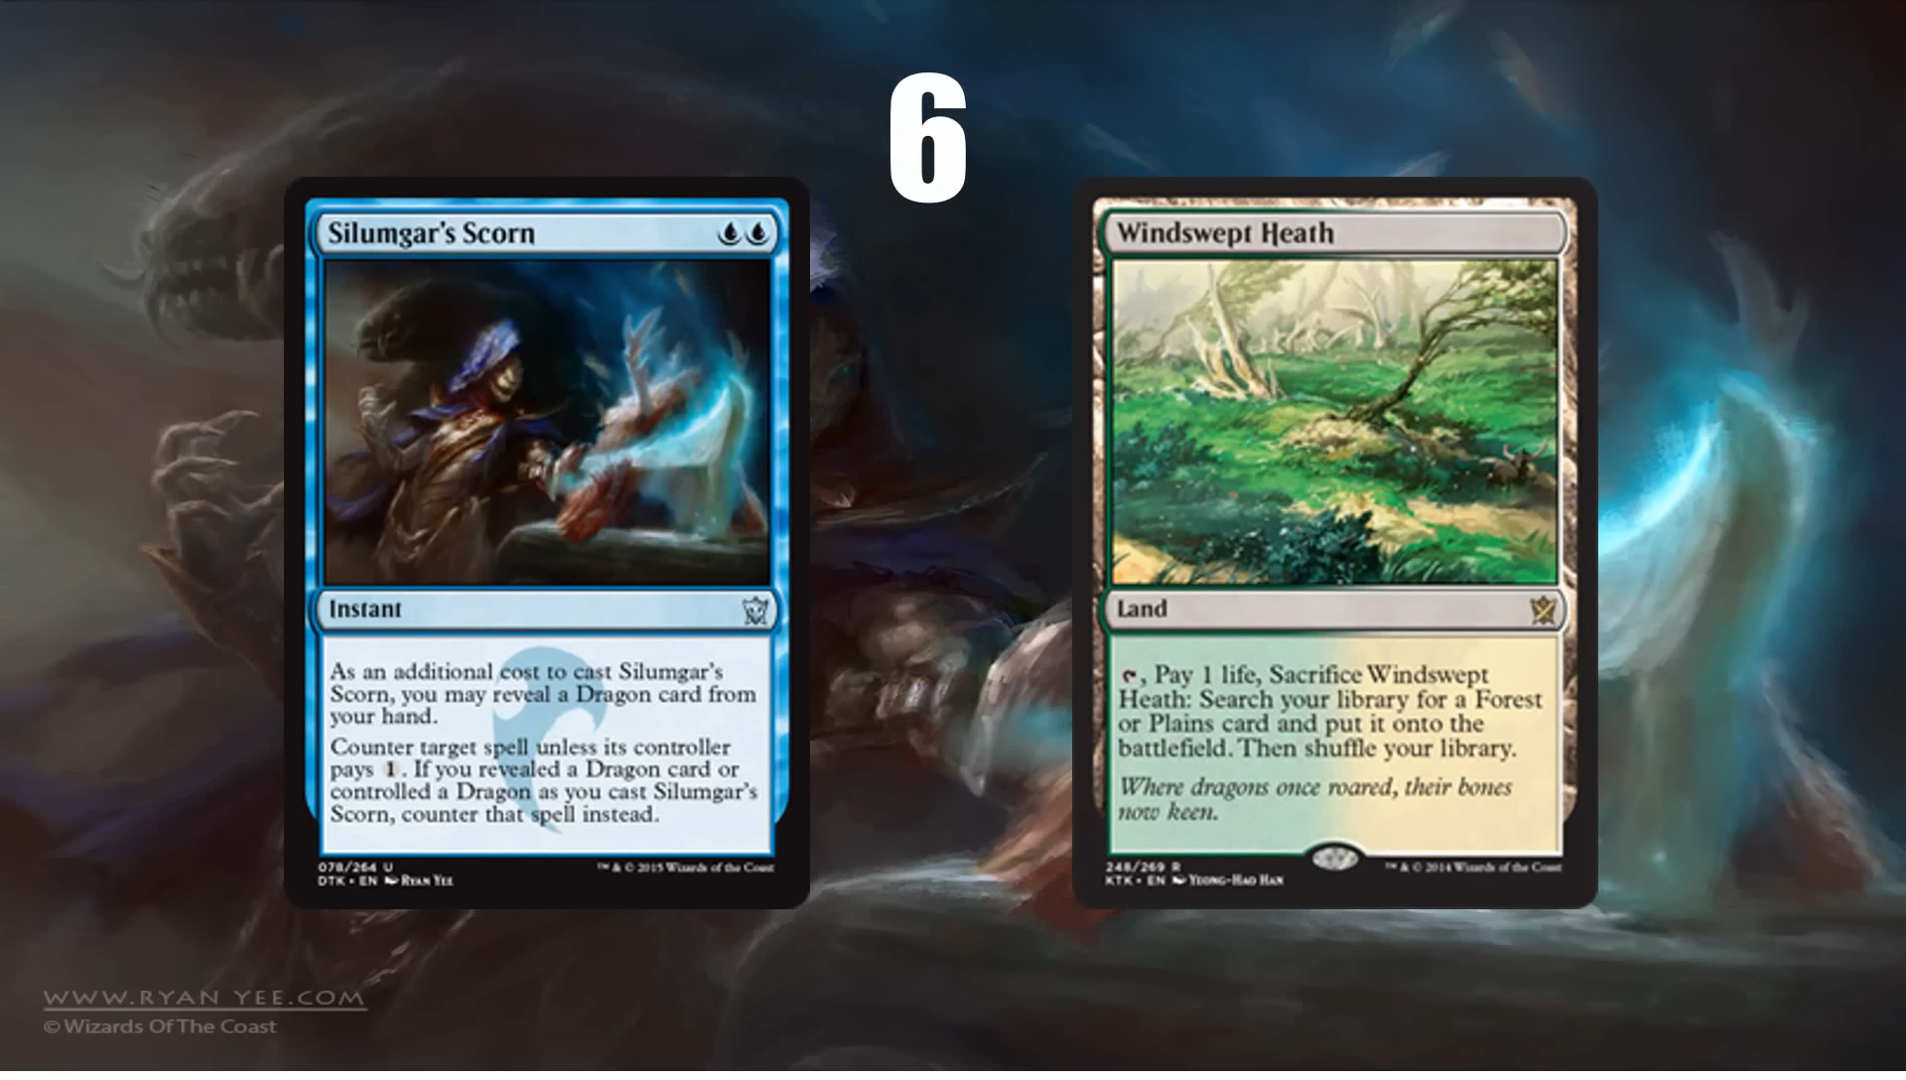 6
Silumgar's Scorn
Instant
As an additional cost to cast Silumgar's
Scorn, you may reveal a Dragon card from
your hand.
Counter target spell unless its controller
pays 1. If you revealed a Dragon card or
controlled a Dragon as you cast Silumgar's
Scorn, counter that spell instead.
078/264 U
DTK • EN Ryan Yee
™ & © 2015 Wizards of the Coast
Windswept Heath
Land
, Pay 1 life, Sacrifice Windswept
Heath: Search your library for a Forest
or Plains card and put it onto the
battlefield. Then shuffle your library.
Where dragons once roared, their bones
now keen.
248/269 R
KTK • EN Yeong-Hao Han
™ & © 2014 Wizards of the Coast
WWW.RYAN YEE.COM
© Wizards Of The Coast